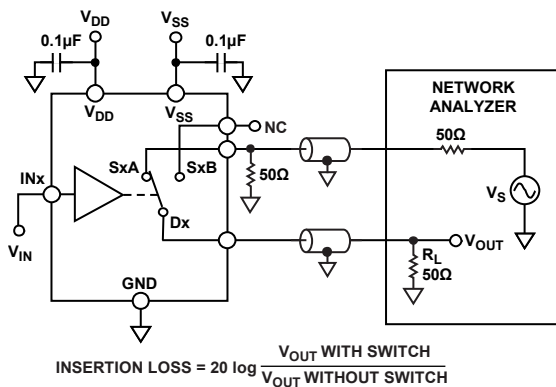 VDD VSS
0.1µF 0.1µF
VDD VSS
NC
NETWORK
ANALYZER
SxA SxB
50Ω
50Ω
INx
VS
Dx
VIN
VOUT
RL
50Ω
GND
INSERTION LOSS = 20 log VOUT WITH SWITCH
VOUT WITHOUT SWITCH